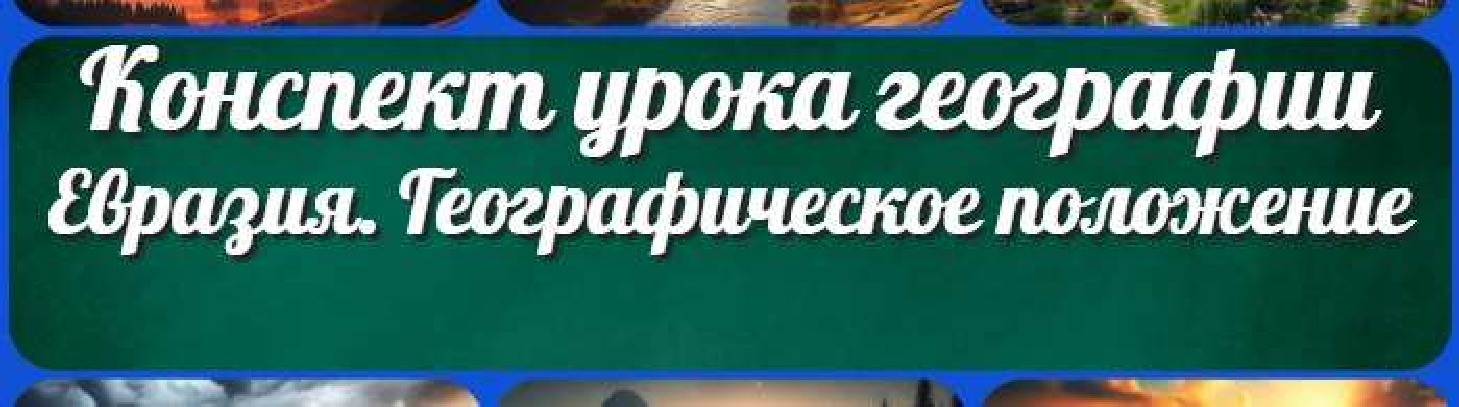 Конспект урока географии
Евразия. Географическое положение